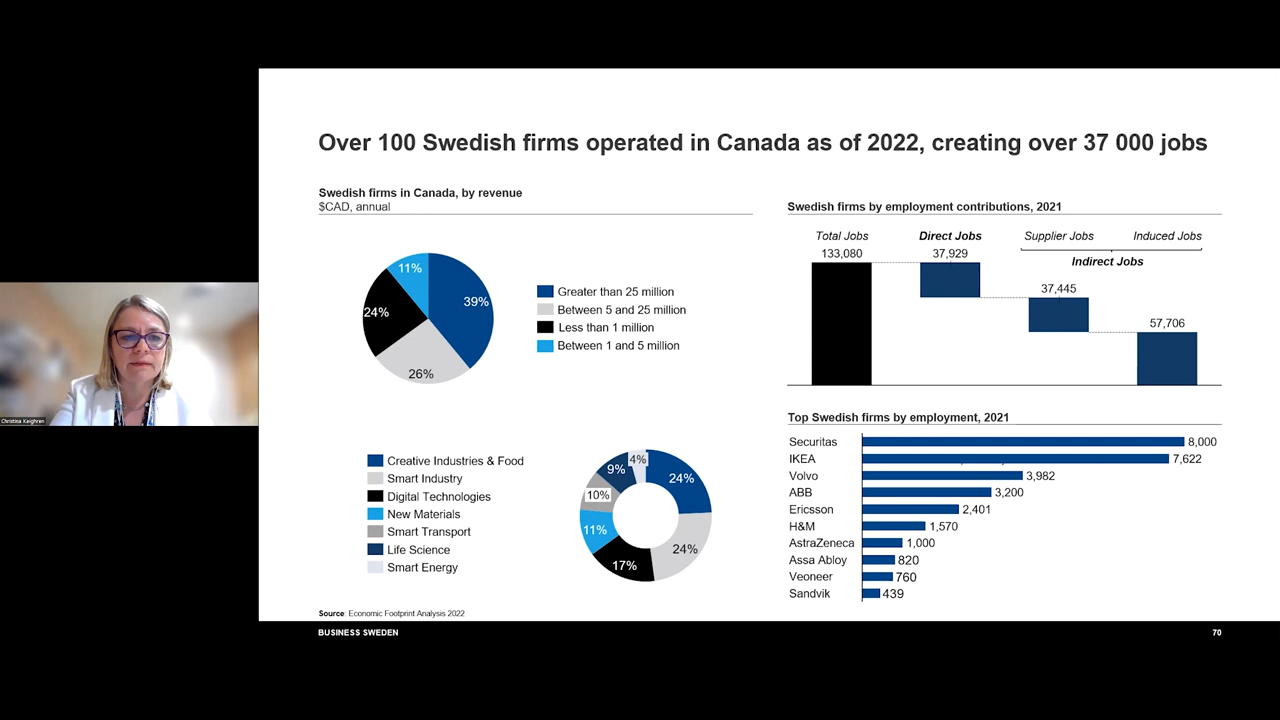 Over 100 Swedish firms operated in Canada as of 2022, creating over 37 000 jobs
Swedish firms in Canada, by revenue
$CAD, annual
11%
39%
24%
26%
Greater than 25 million
Between 5 and 25 million
Less than 1 million
Between 1 and 5 million
Creative Industries & Food
Smart Industry
Digital Technologies
New Materials
Smart Transport
Life Science
Smart Energy
4%
9%
24%
10%
11%
24%
17%
Source: Economic Footprint Analysis 2022
Swedish firms by employment contributions, 2021
Total Jobs Direct Jobs Supplier Jobs Induced Jobs
133,080 37,929
Indirect Jobs
37,445
57,706
Top Swedish firms by employment, 2021
Securitas 8,000
IKEA 7,622
Volvo 3,982
ABB 3,200
Ericsson 2,401
H&M 1,570
AstraZeneca 1,000
Assa Abloy 820
Veoneer 760
Sandvik 439
BUSINESS SWEDEN 70
Christina Keighren